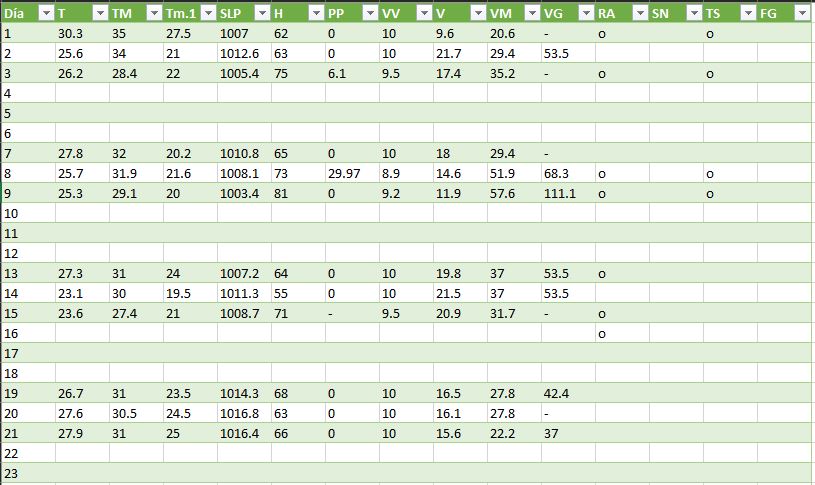 Día T TM Tm.1 SLP H PP VV V VM VG RA SN TS FG
1 30.3 35 27.5 1007 62 0 10 9.6 20.6 - o o
2 25.6 34 21 1012.6 63 0 10 21.7 29.4 53.5
3 26.2 28.4 22 1005.4 75 6.1 9.5 17.4 35.2 - o o
4
5
6
7 27.8 32 20.2 1010.8 65 0 10 18 29.4 -
8 25.7 31.9 21.6 1008.1 73 29.97 8.9 14.6 51.9 68.3 o o
9 25.3 29.1 20 1003.4 81 0 9.2 11.9 57.6 111.1 o o
10
11
12
13 27.3 31 24 1007.2 64 0 10 19.8 37 53.5 o
14 23.1 30 19.5 1011.3 55 0 10 21.5 37 53.5
15 23.6 27.4 21 1008.7 71 - 9.5 20.9 31.7 - o
16 o
17
18
19 26.7 31 23.5 1014.3 68 0 10 16.5 27.8 42.4
20 27.6 30.5 24.5 1016.8 63 0 10 16.1 27.8 -
21 27.9 31 25 1016.4 66 0 10 15.6 22.2 37
22
23